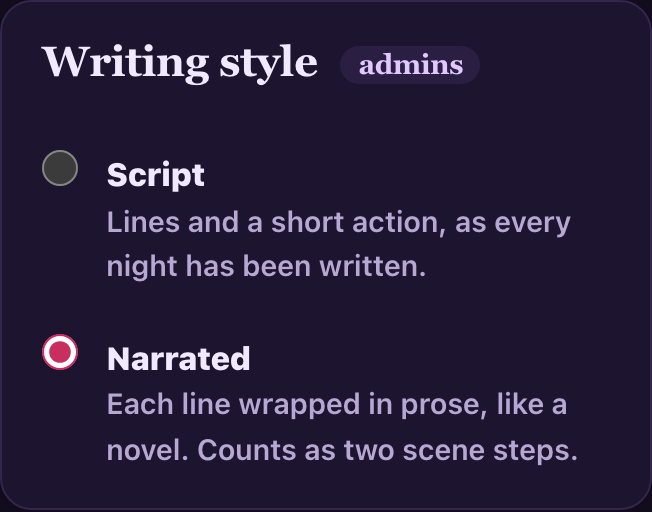 Writing style admins
Script
Lines and a short action, as every
night has been written.
Narrated
Each line wrapped in prose, like a
novel. Counts as two scene steps.